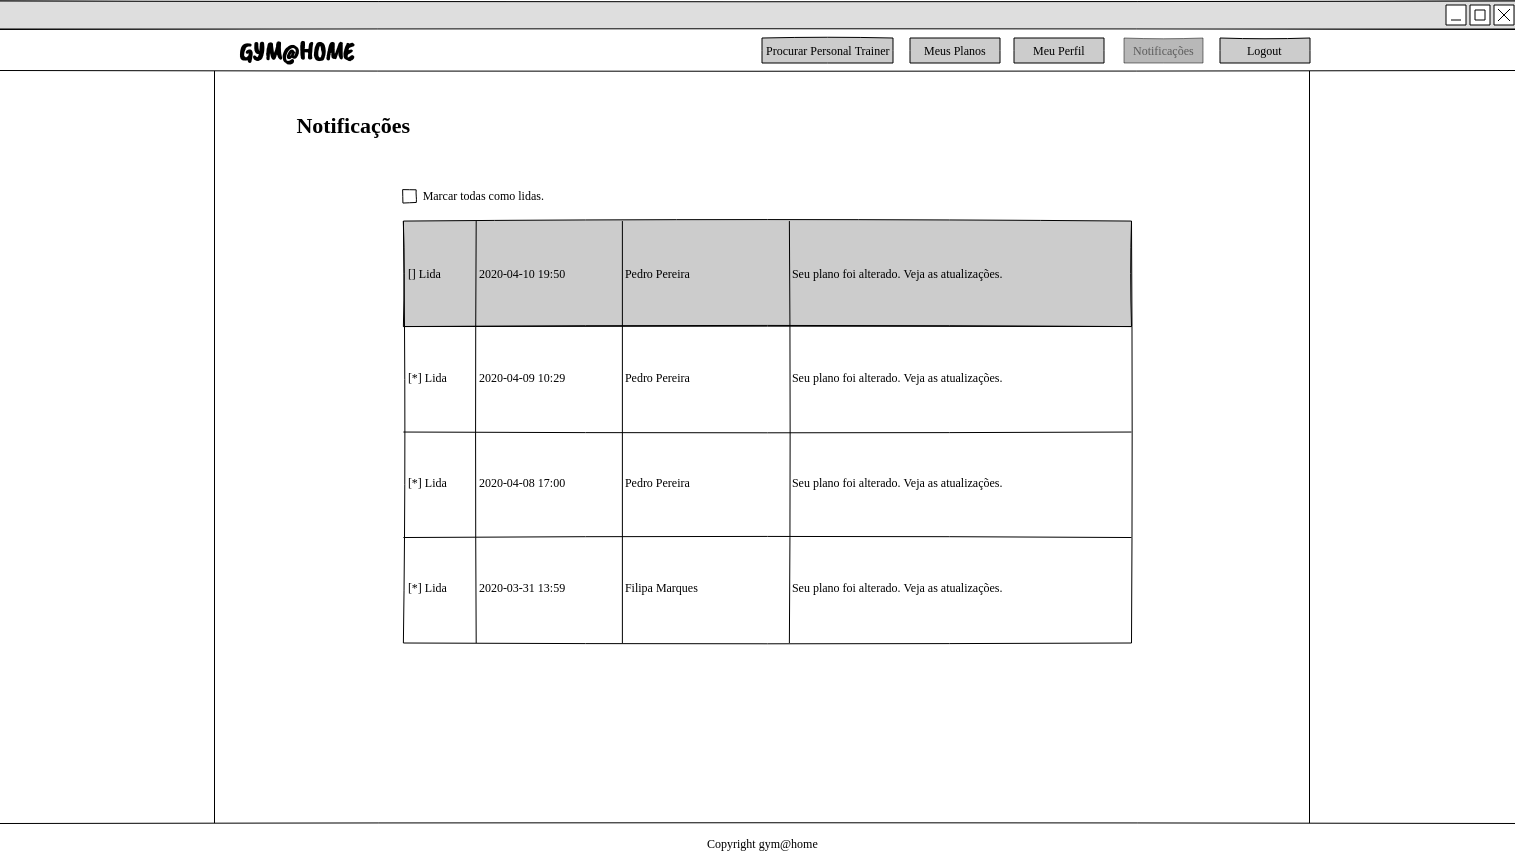 GYM@HOME
Procurar Personal Trainer Meus Planos Meu Perfil Notificações Logout
Notificações
Marcar todas como lidas.
[] Lida 2020-04-10 19:50 Pedro Pereira Seu plano foi alterado. Veja as atualizações.
[*] Lida 2020-04-09 10:29 Pedro Pereira Seu plano foi alterado. Veja as atualizações.
[*] Lida 2020-04-08 17:00 Pedro Pereira Seu plano foi alterado. Veja as atualizações.
[*] Lida 2020-03-31 13:59 Filipa Marques Seu plano foi alterado. Veja as atualizações.
Copyright gym@home